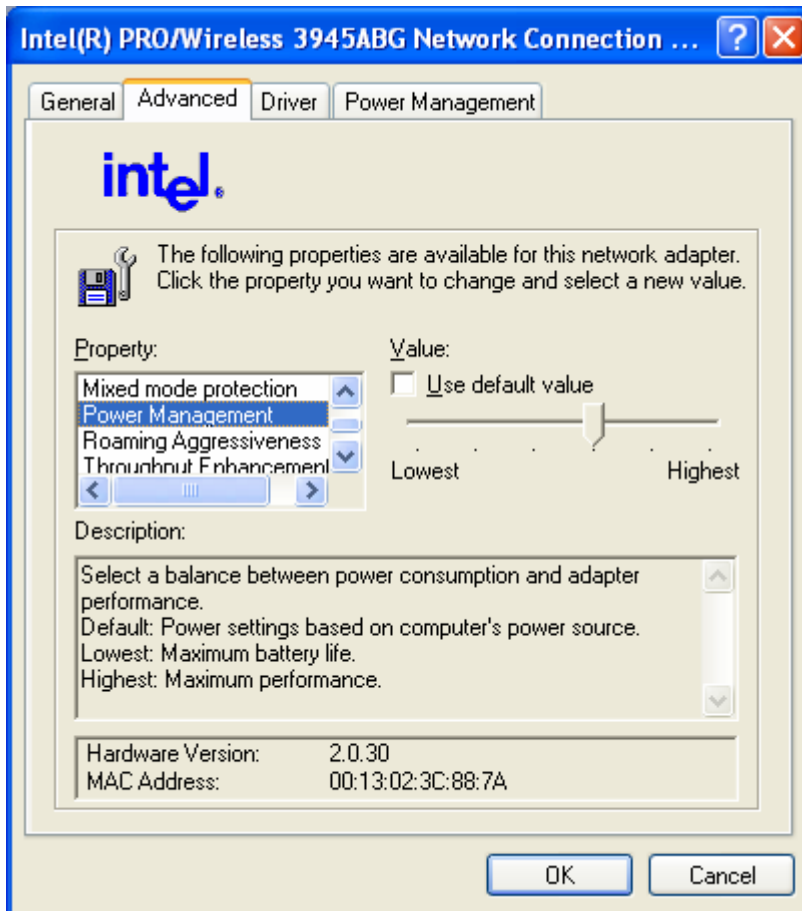 Intel(R) PRO/Wireless 3945ABG Network Connection ...
General Advanced Driver Power Management
intel.
The following properties are available for this network adapter.
Click the property you want to change and select a new value.
Property:
Mixed mode protection
Power Management
Roaming Aggressiveness
Throughput Enhancement
Value:
Use default value
Lowest Highest
Description:
Select a balance between power consumption and adapter
performance.
Default: Power settings based on computer's power source.
Lowest: Maximum battery life.
Highest: Maximum performance.
Hardware Version: 2.0.30
MAC Address: 00:13:02:3C:88:7A
OK Cancel